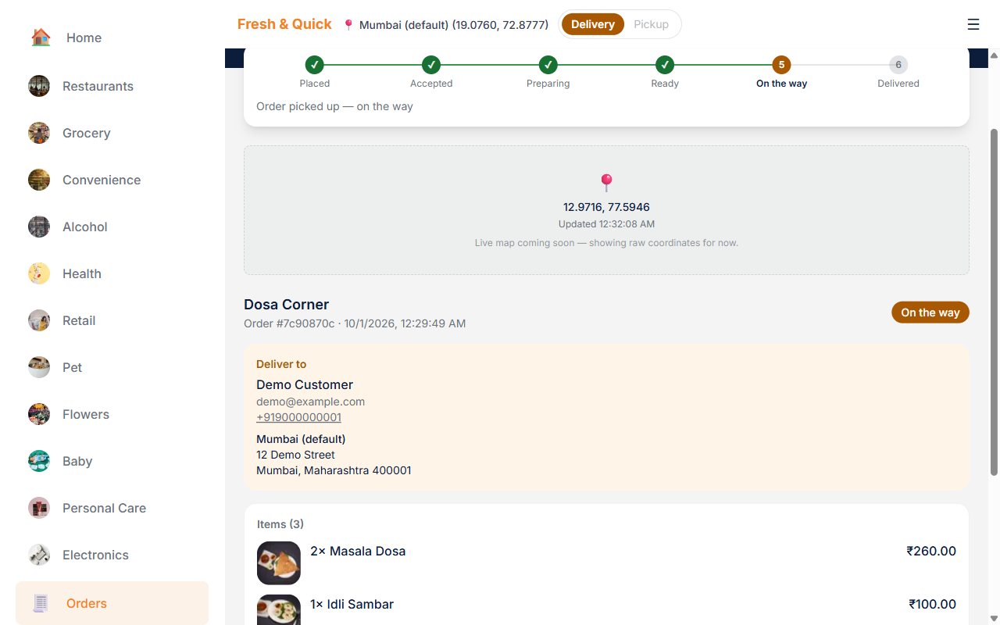 Home
Restaurants
Grocery
Convenience
Alcohol
Health
Retail
Pet
Flowers
Baby
Personal Care
Electronics
Orders
Fresh & Quick
Mumbai (default) (19.0760, 72.8777)
Delivery
Pickup
☰
✓ ✓ ✓ ✓ 5 6
Placed
Accepted
Preparing
Ready
On the way
Delivered
Order picked up — on the way
12.9716, 77.5946
Updated 12:32:08 AM
Live map coming soon — showing raw coordinates for now.
Dosa Corner
Order #7c90870c · 10/1/2026, 12:29:49 AM
On the way
Deliver to
Demo Customer
demo@example.com
+919000000001
Mumbai (default)
12 Demo Street
Mumbai, Maharashtra 400001
Items (3)
2× Masala Dosa ₹260.00
1× Idli Sambar ₹100.00